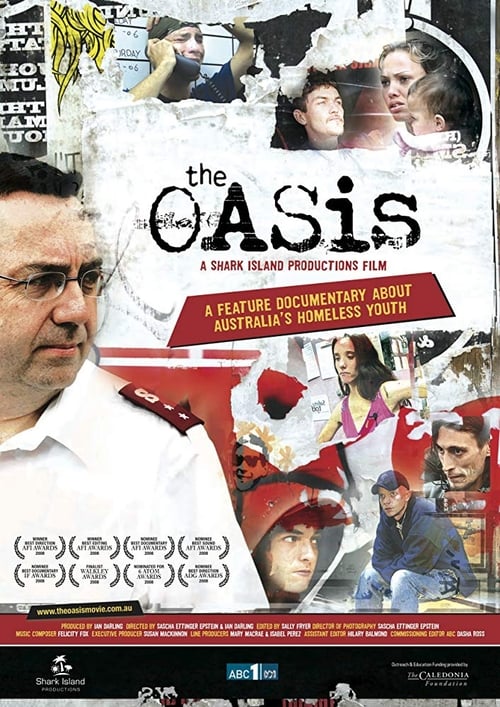 the
OASis
A SHARK ISLAND PRODUCTIONS FILM
A FEATURE DOCUMENTARY ABOUT
AUSTRALIA'S HOMELESS YOUTH
WINNER
BEST DIRECTION
AFI AWARDS
2008
WINNER
BEST EDITING
AFI AWARDS
2008
NOMINEE
BEST DOCUMENTARY
AFI AWARDS
2008
NOMINEE
BEST SOUND
AFI AWARDS
2008
NOMINEE
BEST DOCUMENTARY
IF AWARDS
2008
FINALIST
WALKLEY
AWARDS
2008
NOMINATED FOR
4 ATOM
AWARDS
2008
NOMINEE
BEST DIRECTION
ADG AWARDS
2008
www.theoasismovie.com.au
PRODUCED BY IAN DARLING DIRECTED BY SASCHA ETTINGER EPSTEIN & IAN DARLING EDITED BY SALLY FRYER DIRECTOR OF PHOTOGRAPHY SASCHA ETTINGER EPSTEIN
MUSIC COMPOSER FELICITY FOX EXECUTIVE PRODUCER SUSAN MACKINNON LINE PRODUCERS MARY MACRAE & ISABEL PEREZ ASSISTANT EDITOR HILARY BALMOND COMMISSIONING EDITOR ABC DASHA ROSS
Shark Island
PRODUCTIONS
ABC1
Outreach & Education Funding provided by
The CALEDONIA
Foundation